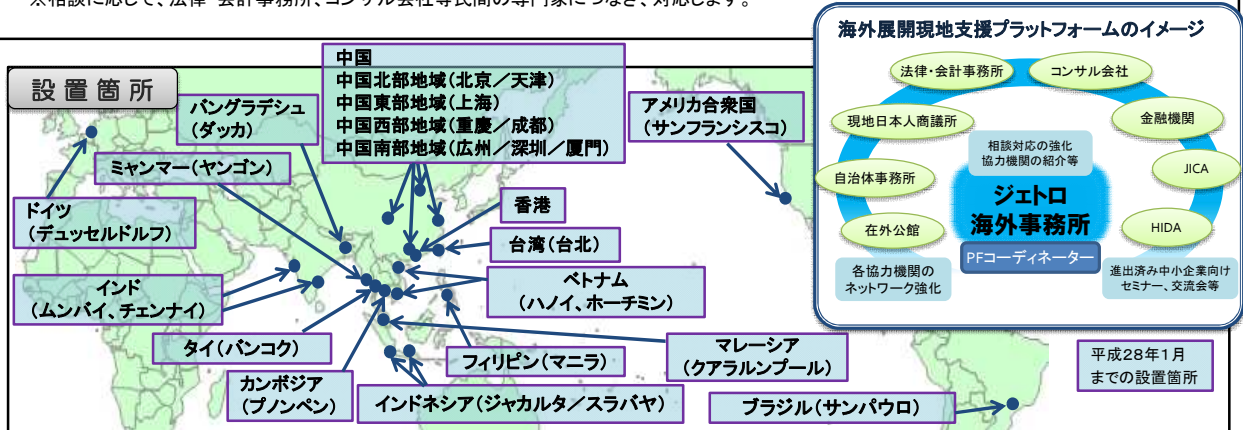 ※相談に応じて、法律・会計事務所、コンサル会社等民間の専門家につなぎ、対応します。
設置箇所
中国
中国北部地域(北京／天津)
中国東部地域(上海)
中国西部地域(重慶／成都)
中国南部地域(広州／深圳／厦門)
バングラデシュ
(ダッカ)
アメリカ合衆国
(サンフランシスコ)
ミャンマー(ヤンゴン)
ドイツ
(デュッセルドルフ)
香港
台湾(台北)
インド
(ムンバイ、チェンナイ)
ベトナム
(ハノイ、ホーチミン)
タイ(バンコク)
フィリピン(マニラ)
マレーシア
(クアラルンプール)
カンボジア
(プノンペン)
インドネシア(ジャカルタ／スラバヤ)
ブラジル(サンパウロ)
平成28年1月
までの設置箇所
海外展開現地支援プラットフォームのイメージ
法律・会計事務所
コンサル会社
現地日本人商議所
金融機関
相談対応の強化
協力機関の紹介等
自治体事務所
JICA
ジェトロ
海外事務所
在外公館
HIDA
PFコーディネーター
各協力機関の
ネットワーク強化
進出済み中小企業向け
セミナー、交流会等